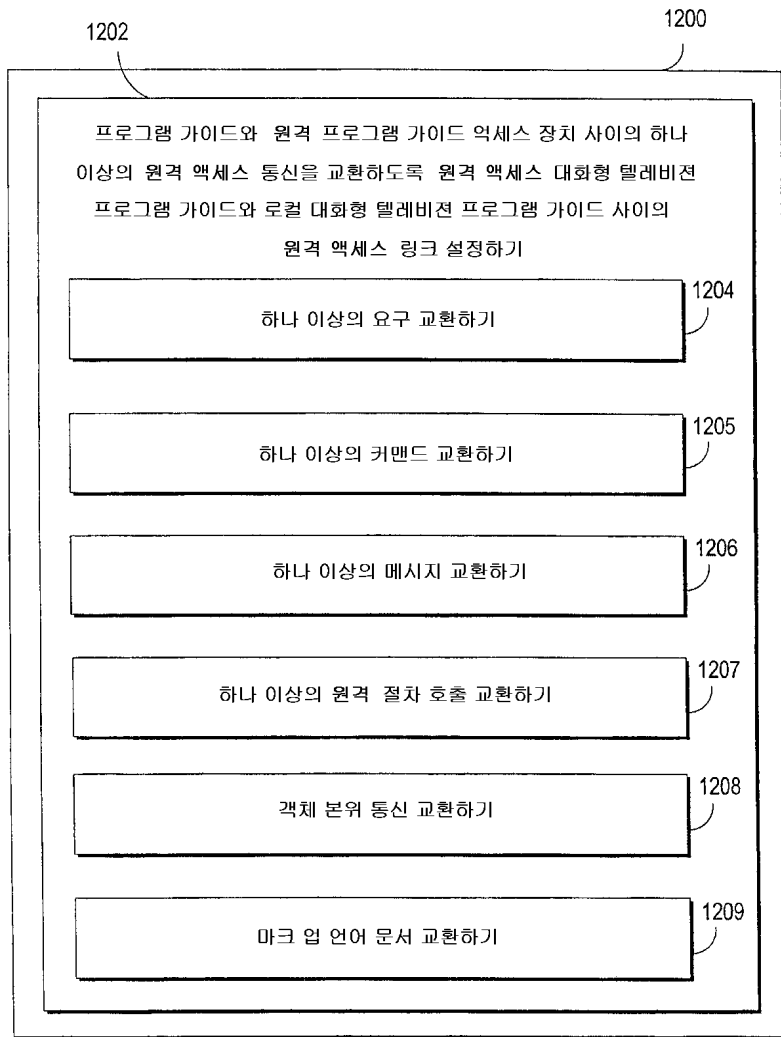 1202
1200
프로그램 가이드와 원격 프로그램 가이드 억세스 장치 사이의 하나
이상의 원격 액세스 통신을 교환하도록 원격 액세스 대화형 텔레비젼
프로그램 가이드와 로컬 대화형 텔레비젼 프로그램 가이드 사이의
원격 액세스 링크 설정하기
1204
하나 이상의 요구 교환하기
1205
하나 이상의 커맨드 교환하기
1206
하나 이상의 메시지 교환하기
1207
하나 이상의 원격 절차 호출 교환하기
1208
객체 본위 통신 교환하기
1209
마크 업 언어 문서 교환하기